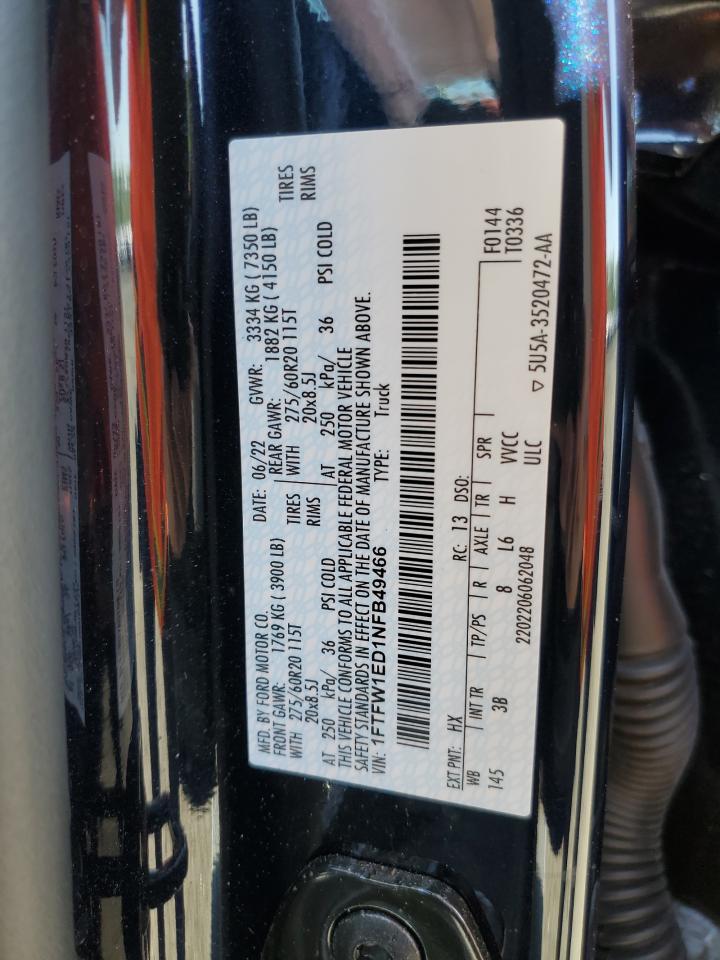 MFD. BY FORD MOTOR CO.
DATE: 06/22 GVWR: 3334 KG ( 7350 LB)
FRONT GAWR: 1769 KG ( 3900 LB) REAR GAWR: 1882 KG ( 4150 LB)
WITH 275/60R20 115T TIRES WITH 275/60R20 115T TIRES
20x8.5J RIMS 20x8.5J RIMS
AT 250 kPa/ 36 PSI COLD AT 250 kPa/ 36 PSI COLD
THIS VEHICLE CONFORMS TO ALL APPLICABLE FEDERAL MOTOR VEHICLE
SAFETY STANDARDS IN EFFECT ON THE DATE OF MANUFACTURE SHOWN ABOVE.
VIN: 1FTFW1ED1NFB49466 TYPE: Truck
EXT PNT: HX RC: 13 DSO: F0144
WB INT TR TP/PS R AXLE TR SPR T0336
145 3B 8 L6 H VVCC
2202206062048 ULC
▽ 5U5A-3520472-AA